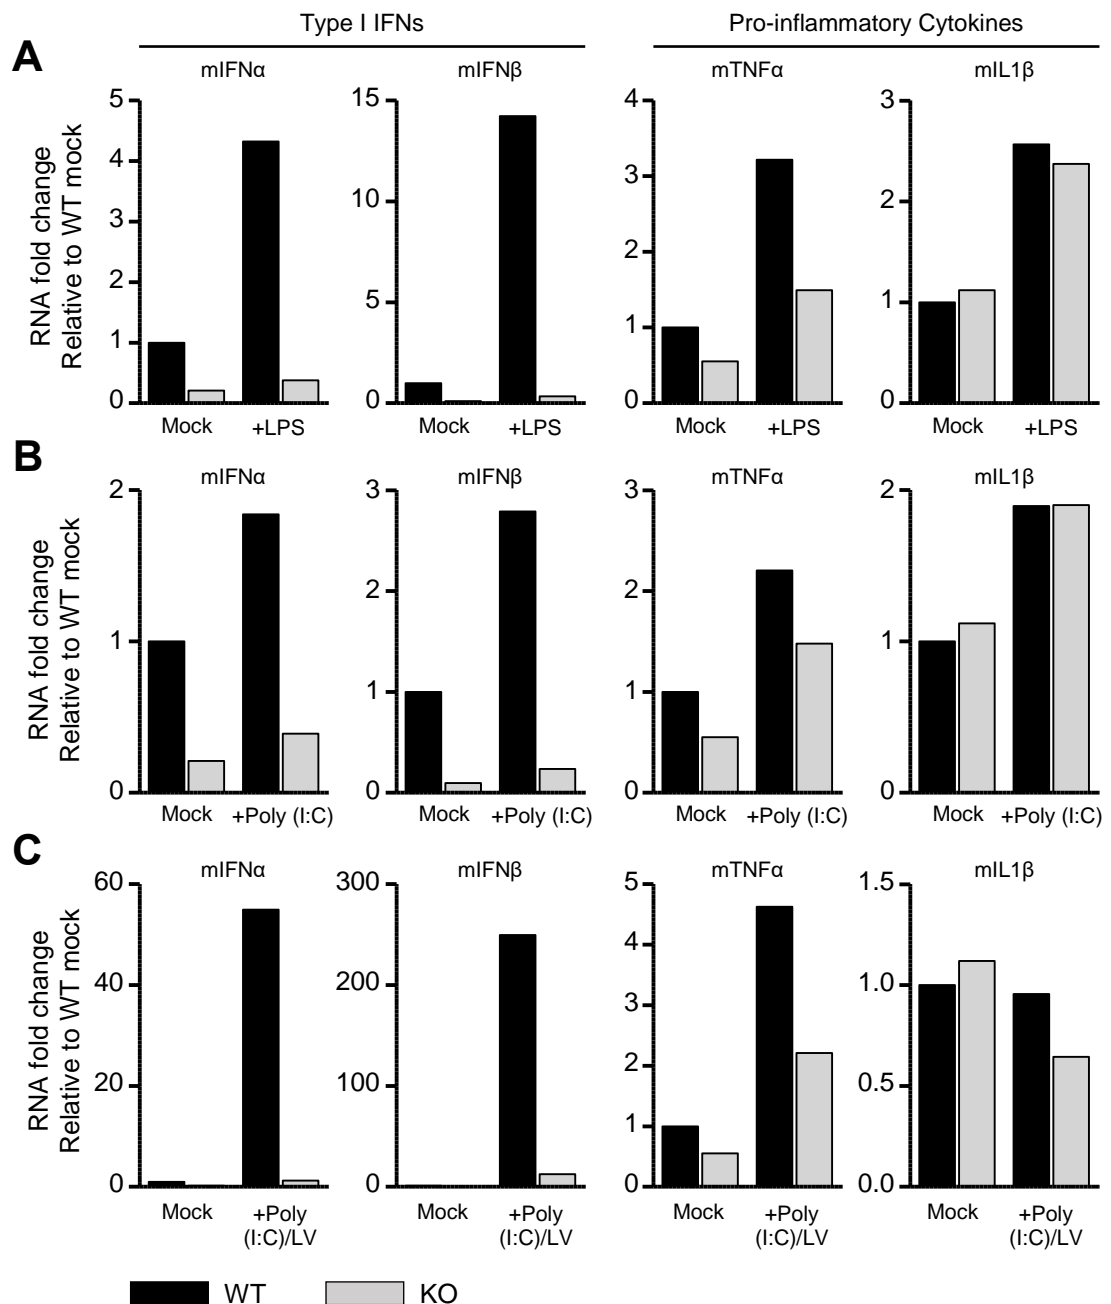 Type I IFNs
Pro-inflammatory Cytokines
A
mIFNα
mIFNβ
mTNFα
mIL1β
RNA fold change
Relative to WT mock
5
4
3
2
1
0
15
10
5
0
4
3
2
1
0
3
2
1
0
Mock
+LPS
Mock
+LPS
Mock
+LPS
Mock
+LPS
B
mIFNα
mIFNβ
mTNFα
mIL1β
RNA fold change
Relative to WT mock
2
1
0
3
2
1
0
3
2
1
0
2
1
0
Mock
+Poly (I:C)
Mock
+Poly (I:C)
Mock
+Poly (I:C)
Mock
+Poly (I:C)
C
mIFNα
mIFNβ
mTNFα
mIL1β
RNA fold change
Relative to WT mock
60
40
20
0
300
200
100
0
5
4
3
2
1
0
1.5
1.0
0.5
0.0
Mock
+Poly
(I:C)/LV
Mock
+Poly
(I:C)/LV
Mock
+Poly
(I:C)/LV
Mock
+Poly
(I:C)/LV
WT
KO